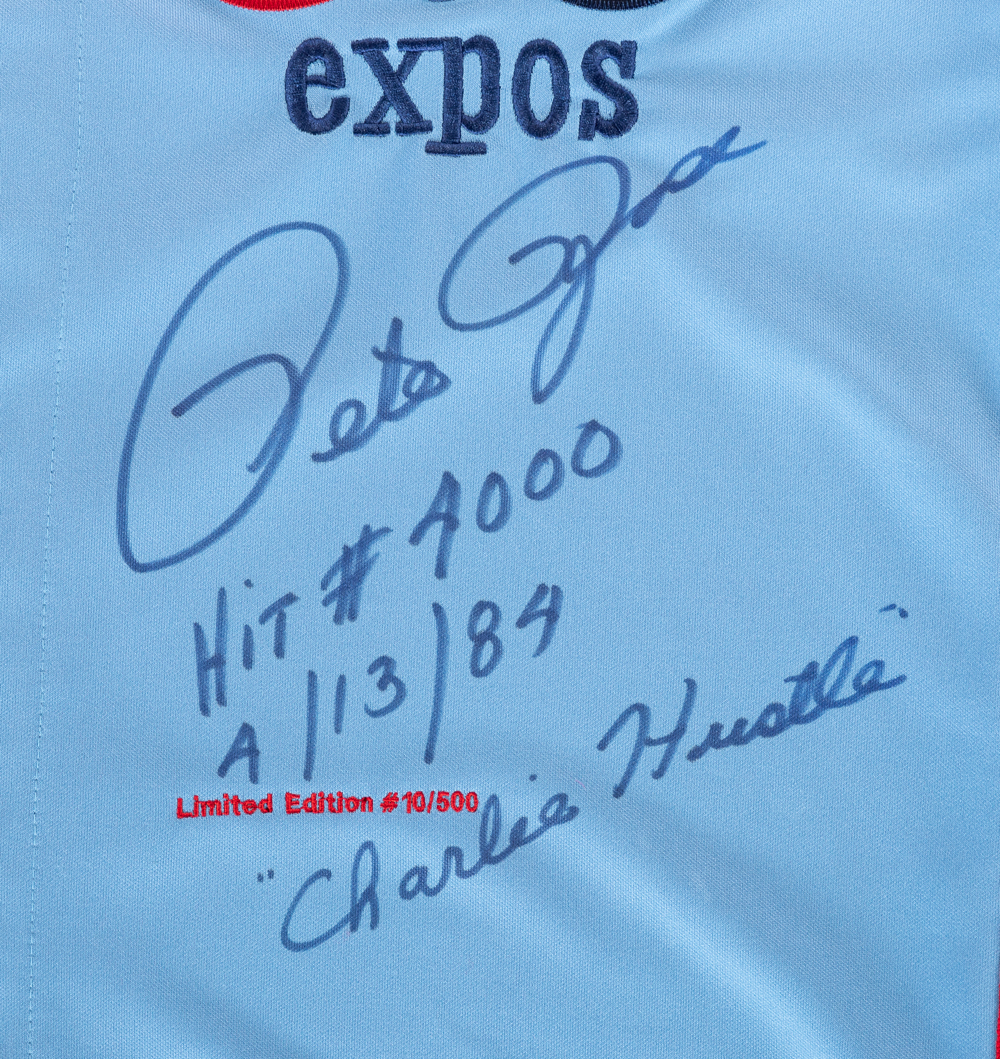 expos
Pete Rose
Hit # 4000
4/13/84
Limited Edition #10/500
"Charlie Hustle"